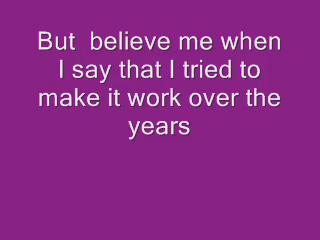 But  believe me when
I say that I tried to
make it work over the
years